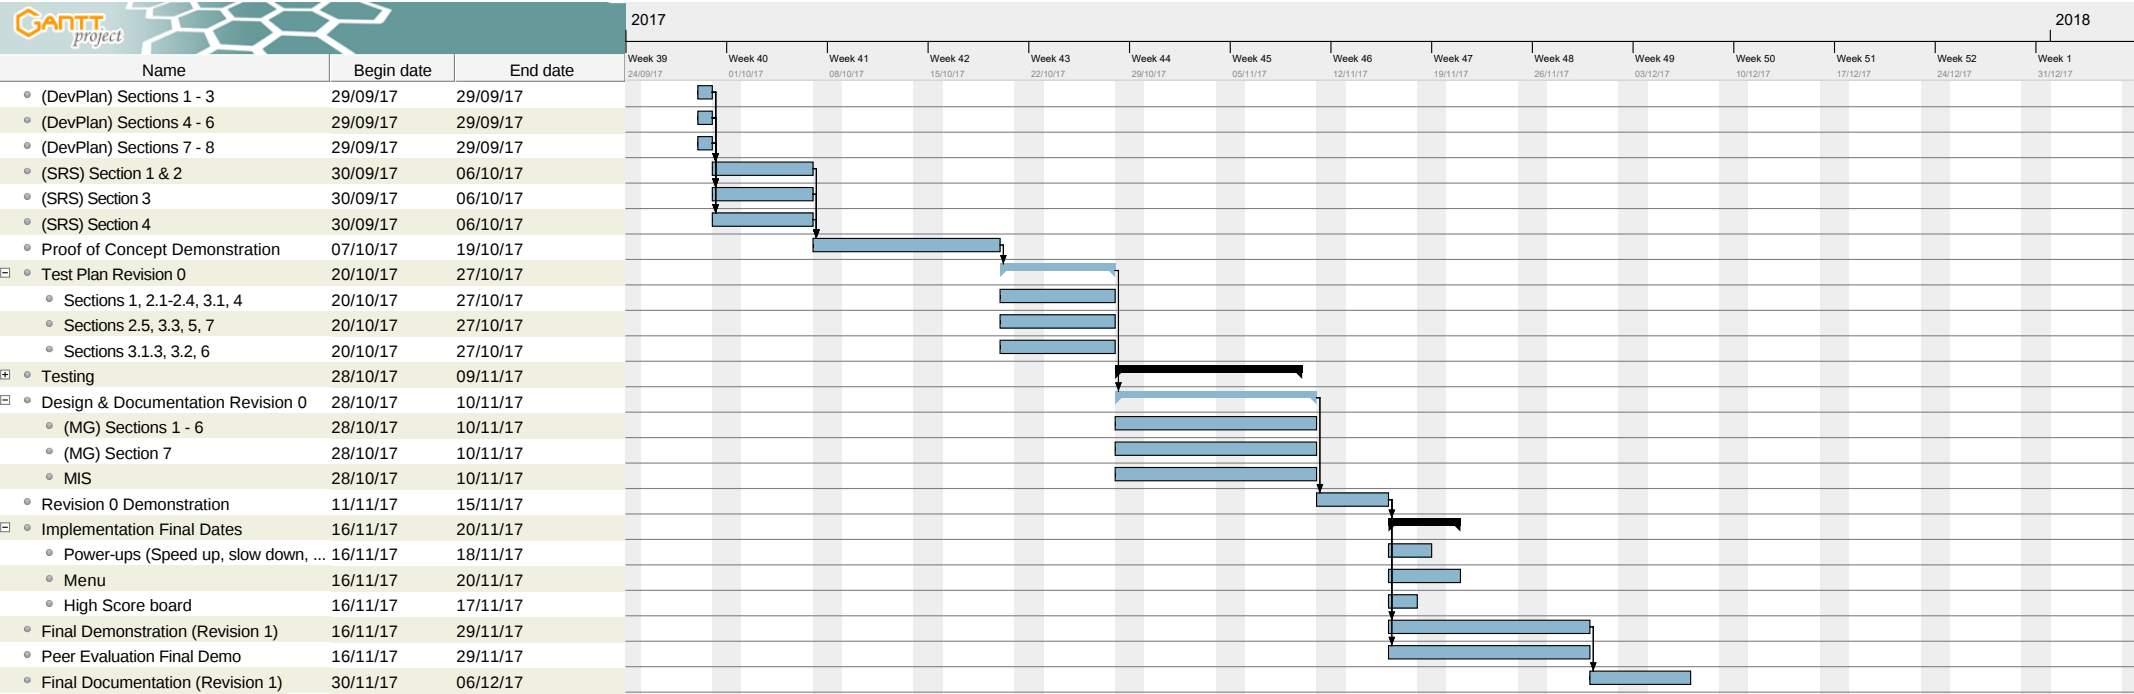 GANTT
project
2017 2018
Week 39 Week 40 Week 41 Week 42 Week 43 Week 44 Week 45 Week 46 Week 47 Week 48 Week 49 Week 50 Week 51 Week 52 Week 1
24/09/17 01/10/17 08/10/17 15/10/17 22/10/17 29/10/17 05/11/17 12/11/17 19/11/17 26/11/17 03/12/17 10/12/17 17/12/17 24/12/17 31/12/17
Name Begin date End date
(DevPlan) Sections 1 - 3 29/09/17 29/09/17
(DevPlan) Sections 4 - 6 29/09/17 29/09/17
(DevPlan) Sections 7 - 8 29/09/17 29/09/17
(SRS) Section 1 & 2 30/09/17 06/10/17
(SRS) Section 3 30/09/17 06/10/17
(SRS) Section 4 30/09/17 06/10/17
Proof of Concept Demonstration 07/10/17 19/10/17
Test Plan Revision 0 20/10/17 27/10/17
Sections 1, 2.1-2.4, 3.1, 4 20/10/17 27/10/17
Sections 2.5, 3.3, 5, 7 20/10/17 27/10/17
Sections 3.1.3, 3.2, 6 20/10/17 27/10/17
Testing 28/10/17 09/11/17
Design & Documentation Revision 0 28/10/17 10/11/17
(MG) Sections 1 - 6 28/10/17 10/11/17
(MG) Section 7 28/10/17 10/11/17
MIS 28/10/17 10/11/17
Revision 0 Demonstration 11/11/17 15/11/17
Implementation Final Dates 16/11/17 20/11/17
Power-ups (Speed up, slow down, ... 16/11/17 18/11/17
Menu 16/11/17 20/11/17
High Score board 16/11/17 17/11/17
Final Demonstration (Revision 1) 16/11/17 29/11/17
Peer Evaluation Final Demo 16/11/17 29/11/17
Final Documentation (Revision 1) 30/11/17 06/12/17